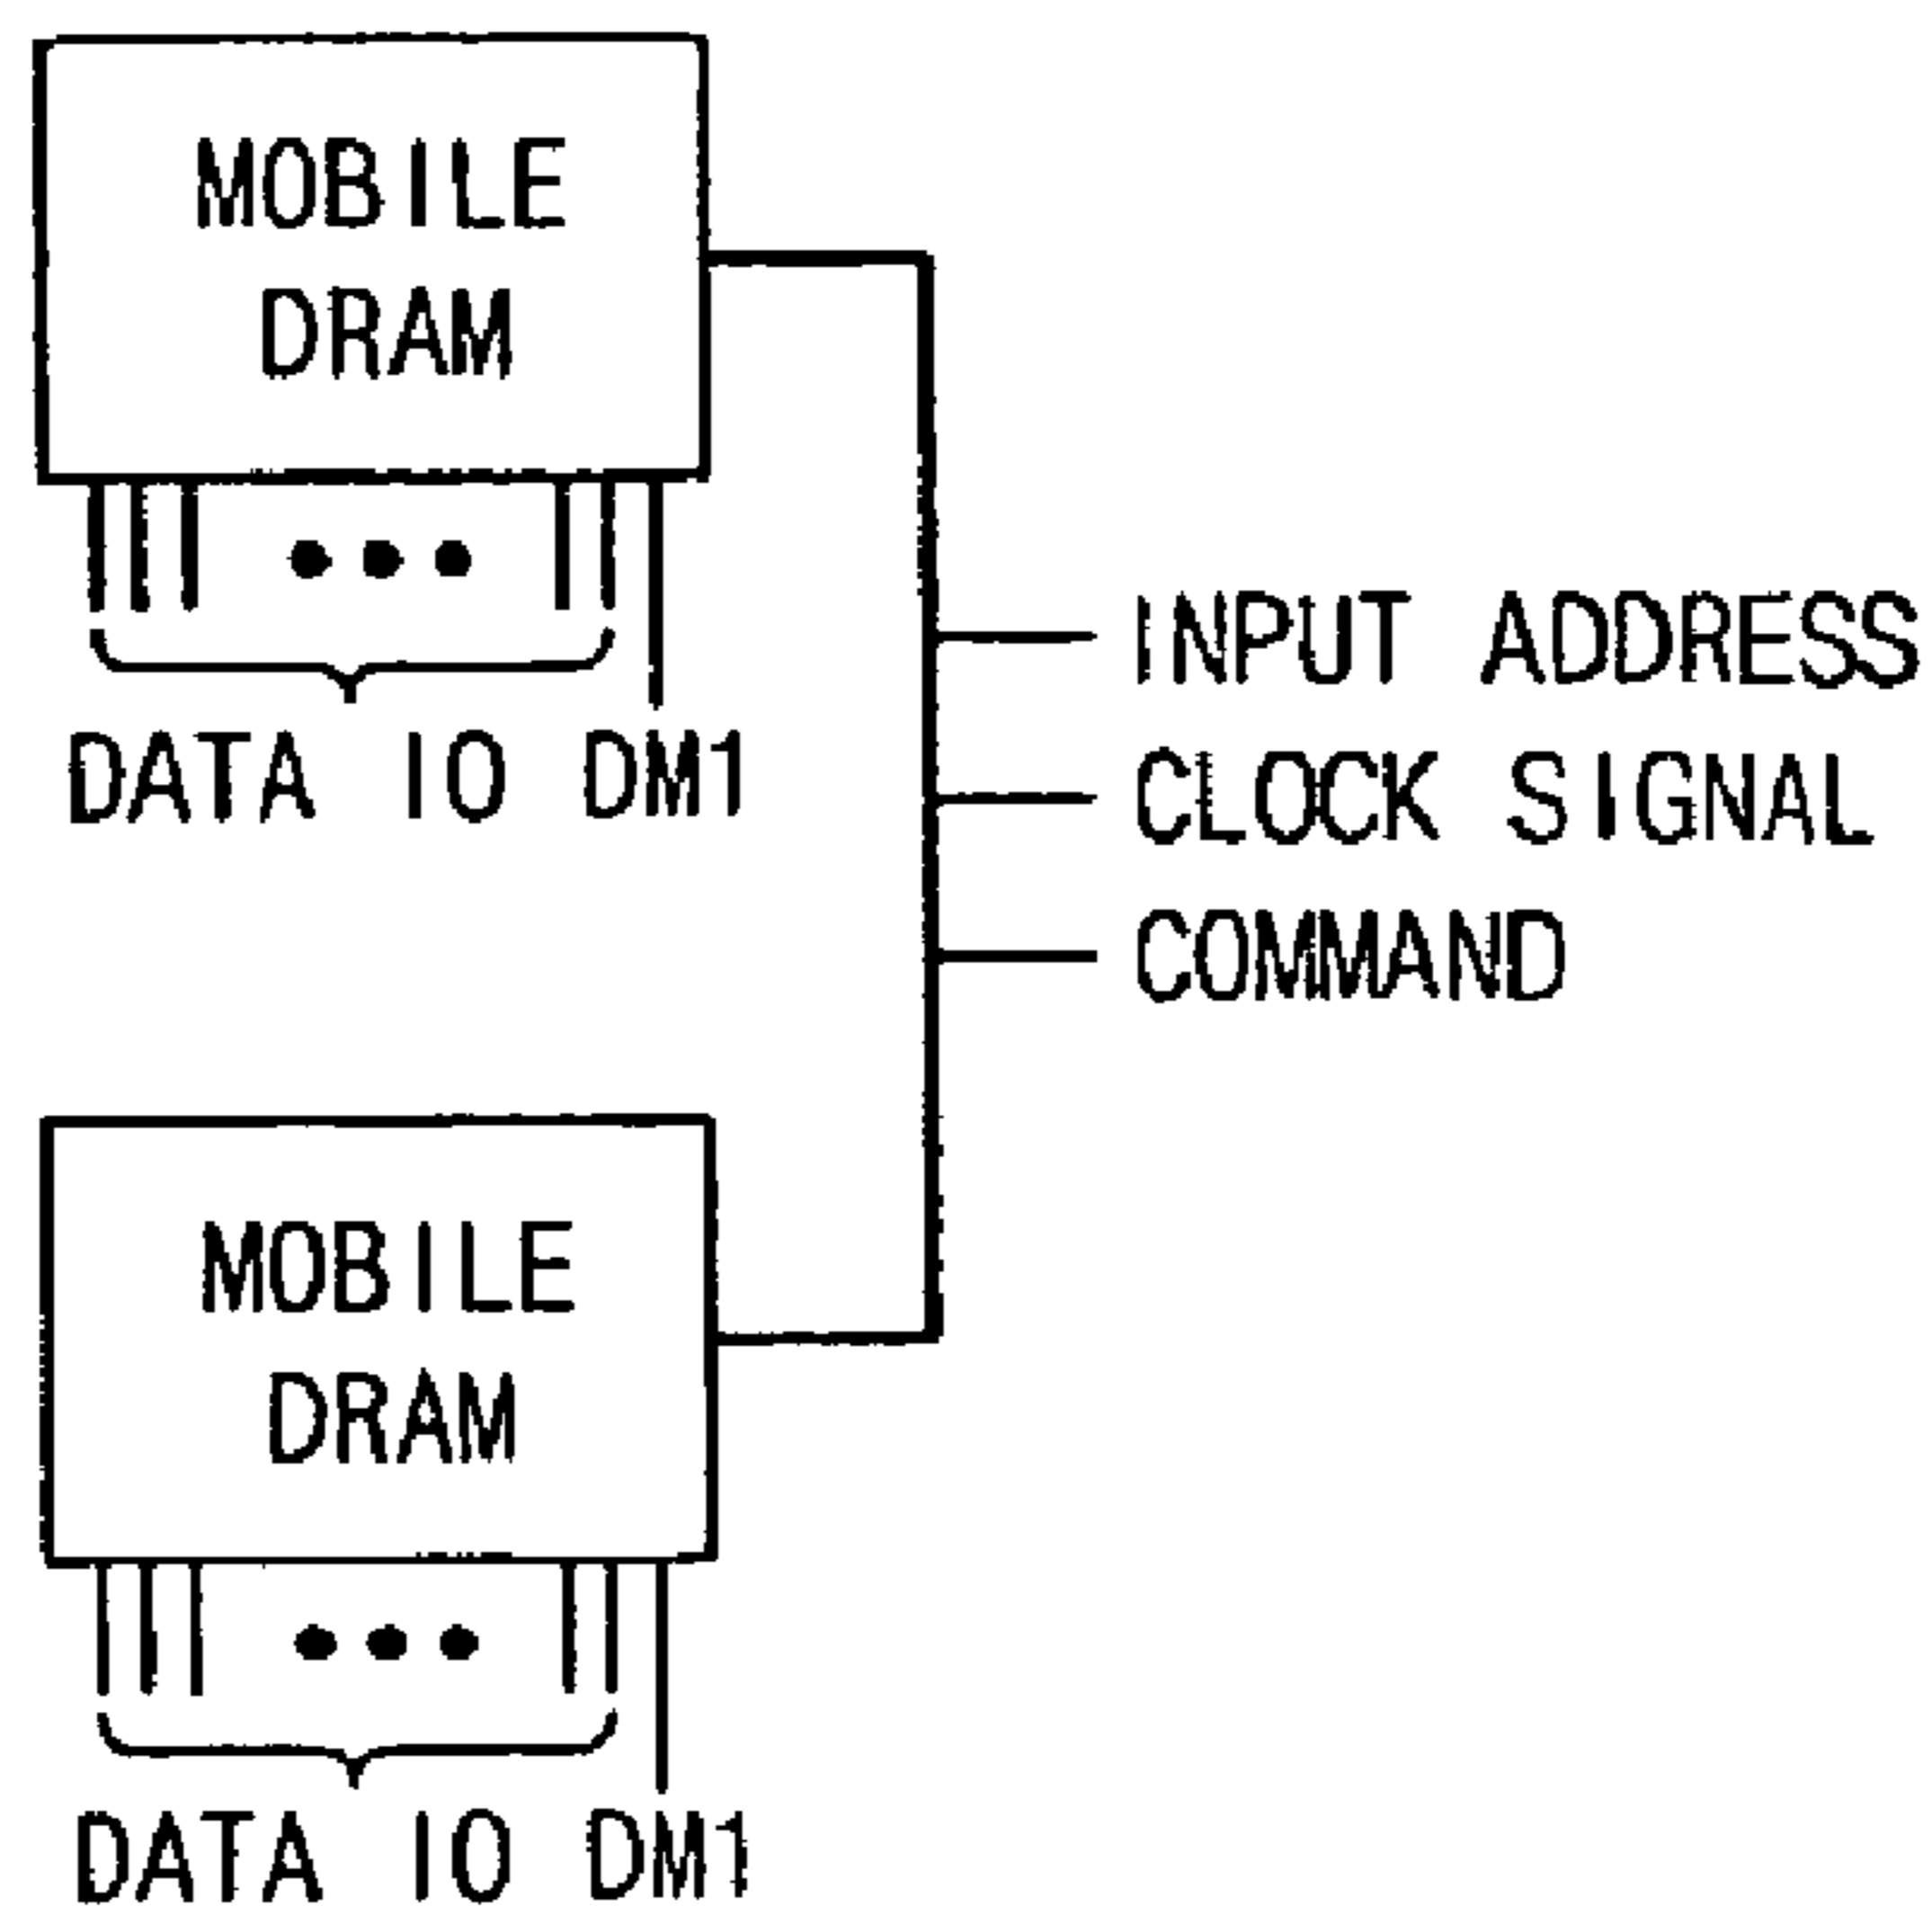 MOBILE
DRAM
DATA IO DM1
INPUT ADDRESS
CLOCK SIGNAL
COMMAND
MOBILE
DRAM
DATA IO DM1